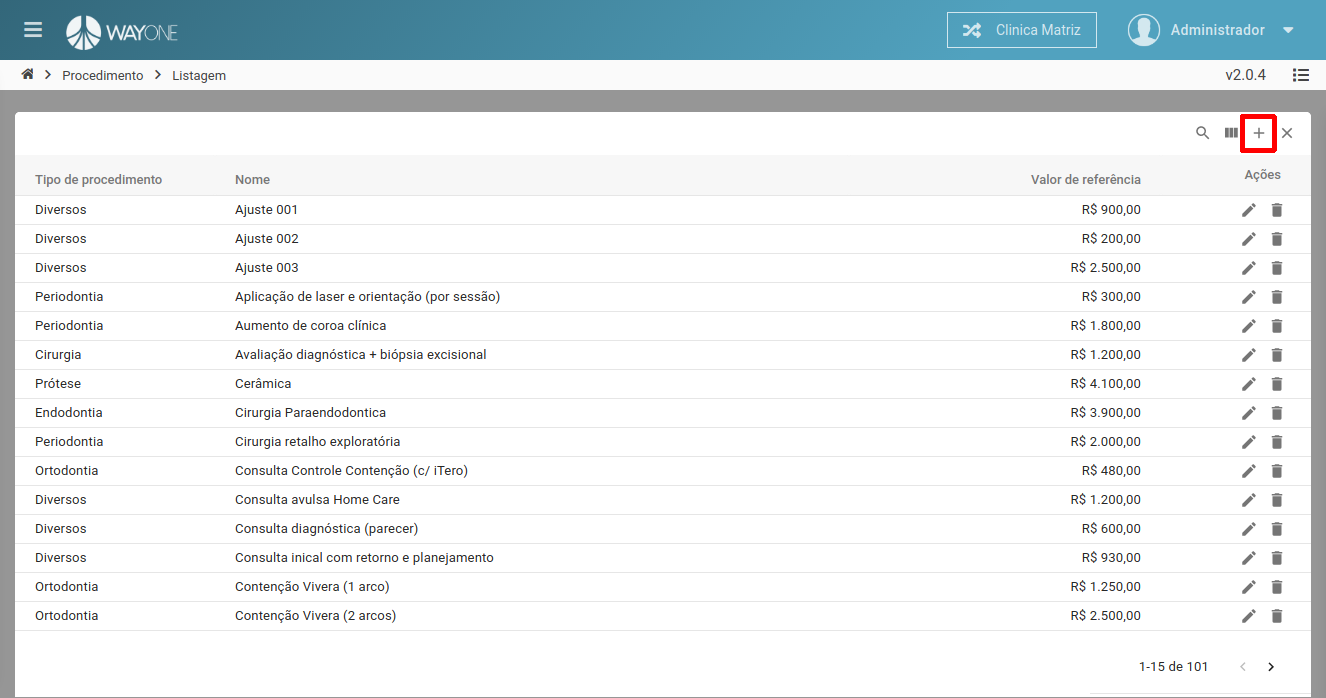 WAYONE
Clinica Matriz
Administrador
Procedimento
Listagem
v2.0.4
Tipo de procedimento Nome Valor de referência Ações
Diversos Ajuste 001 R$ 900,00
Diversos Ajuste 002 R$ 200,00
Diversos Ajuste 003 R$ 2.500,00
Periodontia Aplicação de laser e orientação (por sessão) R$ 300,00
Periodontia Aumento de coroa clínica R$ 1.800,00
Cirurgia Avaliação diagnóstica + biópsia excisional R$ 1.200,00
Prótese Cerâmica R$ 4.100,00
Endodontia Cirurgia Paraendodontica R$ 3.900,00
Periodontia Cirurgia retalho exploratória R$ 2.000,00
Ortodontia Consulta Controle Contenção (c/ iTero) R$ 480,00
Diversos Consulta avulsa Home Care R$ 1.200,00
Diversos Consulta diagnóstica (parecer) R$ 600,00
Diversos Consulta inical com retorno e planejamento R$ 930,00
Ortodontia Contenção Vivera (1 arco) R$ 1.250,00
Ortodontia Contenção Vivera (2 arcos) R$ 2.500,00
1-15 de 101